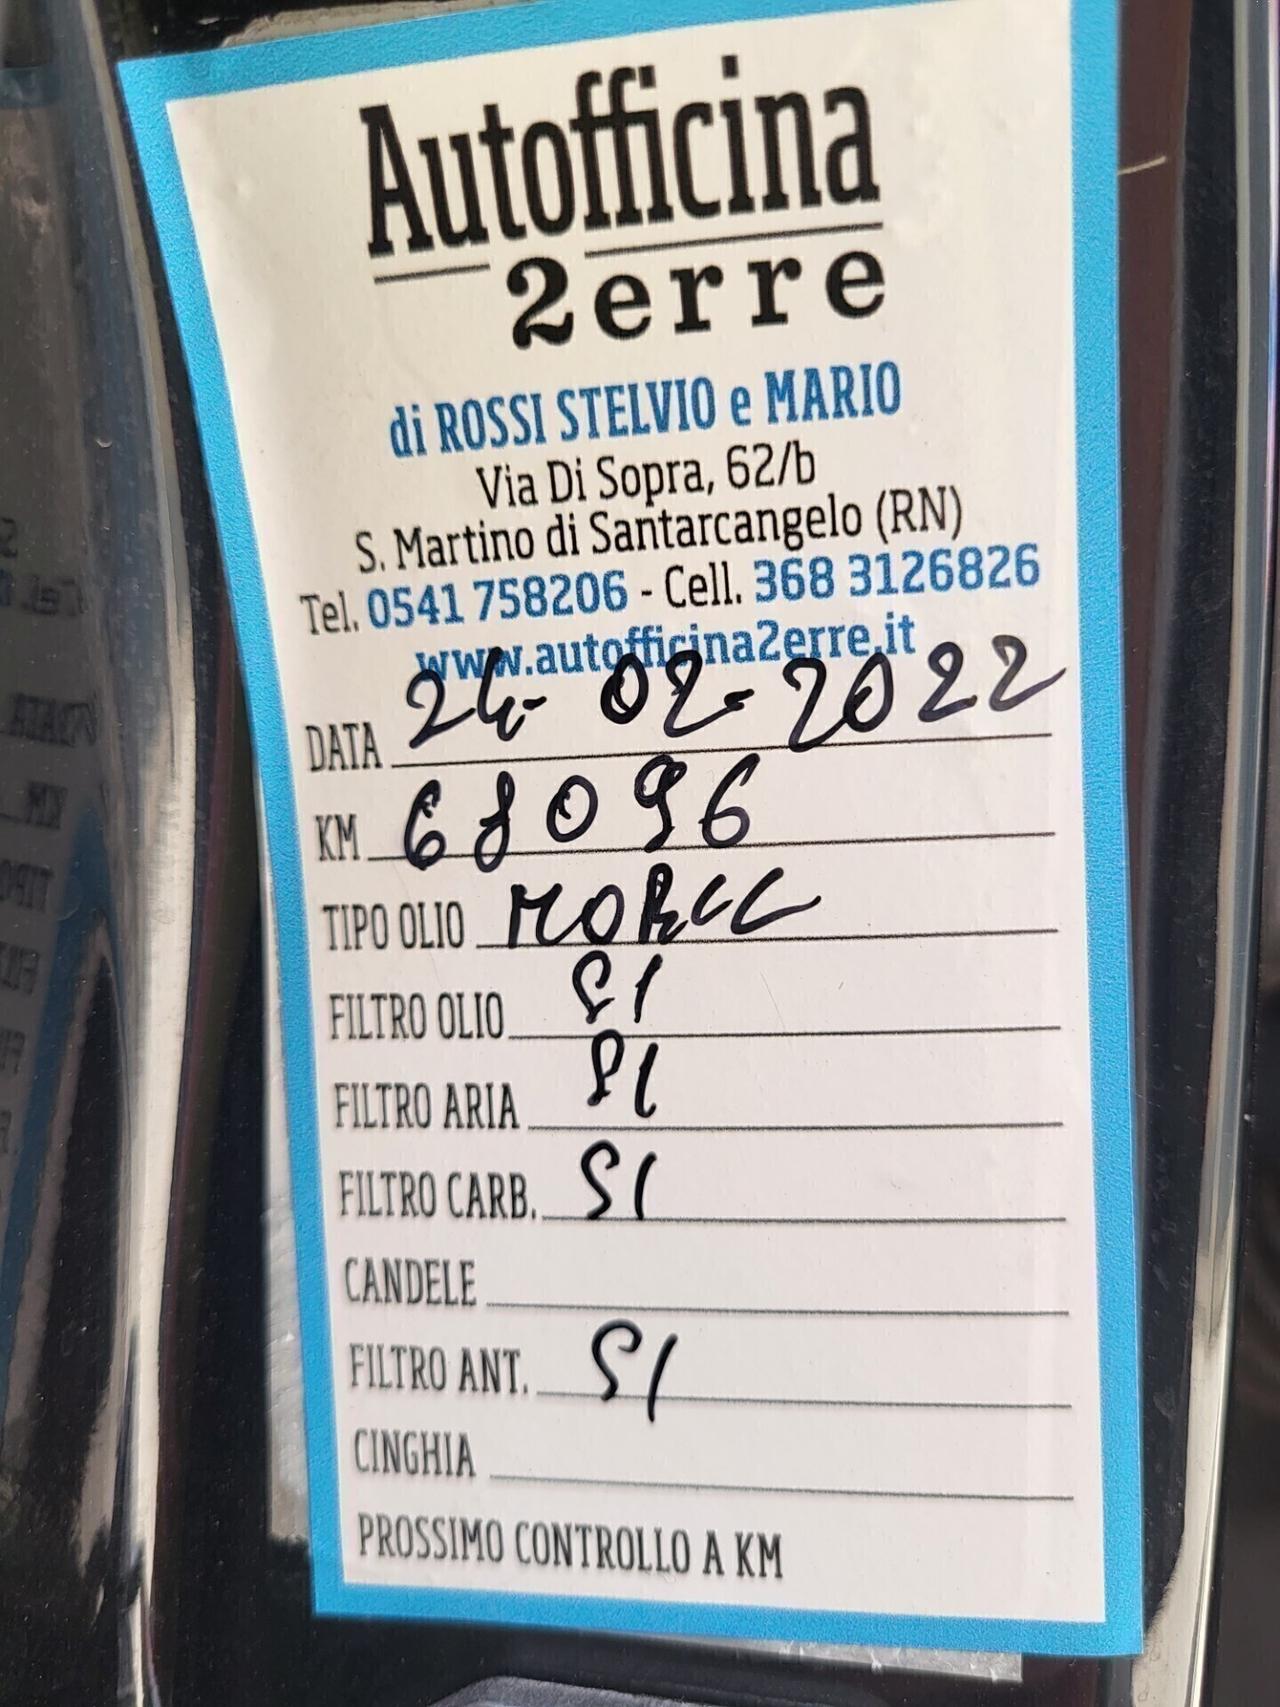 Autofficina
2erre
di ROSSI STELVIO e MARIO
Via Di Sopra, 62/b
S. Martino di Santarcangelo (RN)
Tel. 0541 758206 - Cell. 368 3126826
www.autofficina2erre.it
DATA 24-02-2022
KM 68096
TIPO OLIO
FILTRO OLIO SI
FILTRO ARIA SI
FILTRO CARB. SI
CANDELE
FILTRO ANT. SI
CINGHIA
PROSSIMO CONTROLLO A KM